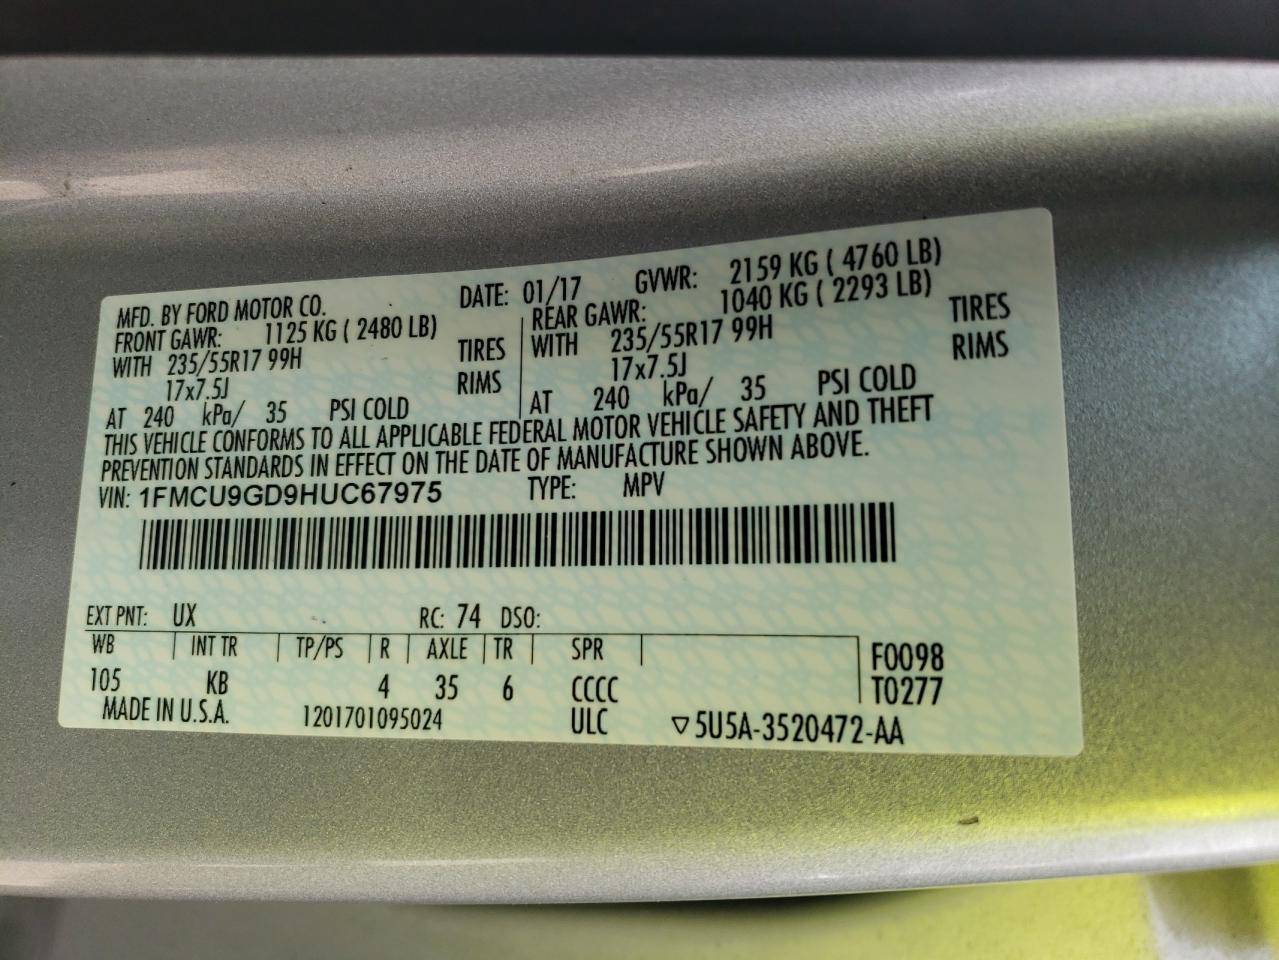 MFD. BY FORD MOTOR CO. DATE: 01/17 GVWR: 2159 KG ( 4760 LB)
FRONT GAWR: 1125 KG ( 2480 LB) REAR GAWR: 1040 KG ( 2293 LB)
WITH 235/55R17 99H TIRES WITH 235/55R17 99H TIRES
17x7.5J RIMS 17x7.5J RIMS
AT 240 kPa/ 35 PSI COLD AT 240 kPa/ 35 PSI COLD
THIS VEHICLE CONFORMS TO ALL APPLICABLE FEDERAL MOTOR VEHICLE SAFETY AND THEFT
PREVENTION STANDARDS IN EFFECT ON THE DATE OF MANUFACTURE SHOWN ABOVE.
VIN: 1FMCU9GD9HUC67975 TYPE: MPV
EXT PNT: UX RC: 74 DSO:
WB INT TR TP/PS R AXLE TR SPR F0098
105 KB 4 35 6 CCCC T0277
MADE IN U.S.A. 1201701095024 ULC ▽5U5A-3520472-AA